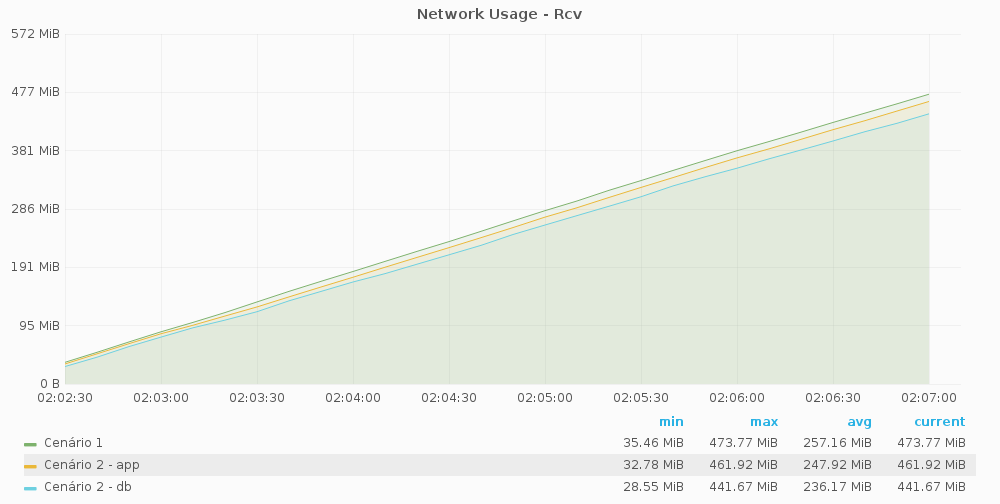 Network Usage - Rcv
572 MiB
477 MiB
381 MiB
286 MiB
191 MiB
95 MiB
0 B
02:02:30 02:03:00 02:03:30 02:04:00 02:04:30 02:05:00 02:05:30 02:06:00 02:06:30 02:07:00
min max avg current
Cenário 1 35.46 MiB 473.77 MiB 257.16 MiB 473.77 MiB
Cenário 2 - app 32.78 MiB 461.92 MiB 247.92 MiB 461.92 MiB
Cenário 2 - db 28.55 MiB 441.67 MiB 236.17 MiB 441.67 MiB